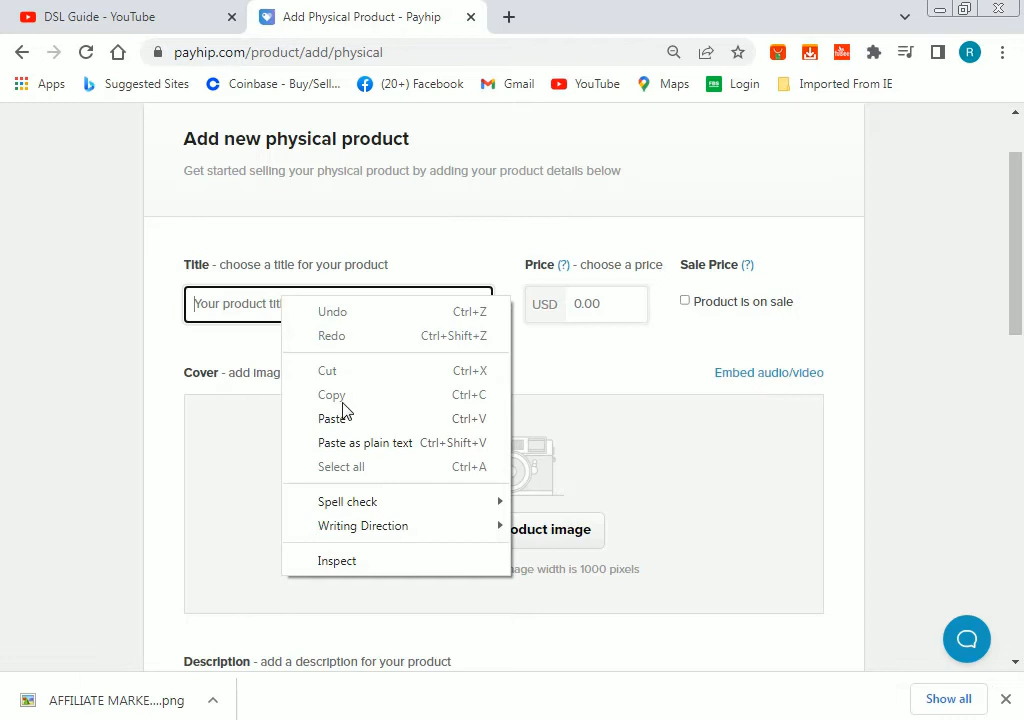 DSL Guide - YouTube
Add Physical Product - Payhip
payhip.com/product/add/physical
R
Apps
Suggested Sites
Coinbase - Buy/Sell...
(20+) Facebook
Gmail
YouTube
Maps
Login
Imported From IE
Add new physical product
Get started selling your physical product by adding your product details below
Title - choose a title for your product
Price (?) - choose a price
Sale Price (?)
Your product tit
USD
0.00
Product is on sale
Undo Ctrl+Z
Redo Ctrl+Shift+Z
Cut Ctrl+X
Copy Ctrl+C
Paste Ctrl+V
Paste as plain text Ctrl+Shift+V
Select all Ctrl+A
Spell check
Writing Direction
Inspect
Cover - add imag
Embed audio/video
oduct image
age width is 1000 pixels
Description - add a description for your product
AFFILIATE MARKE....png
Show all